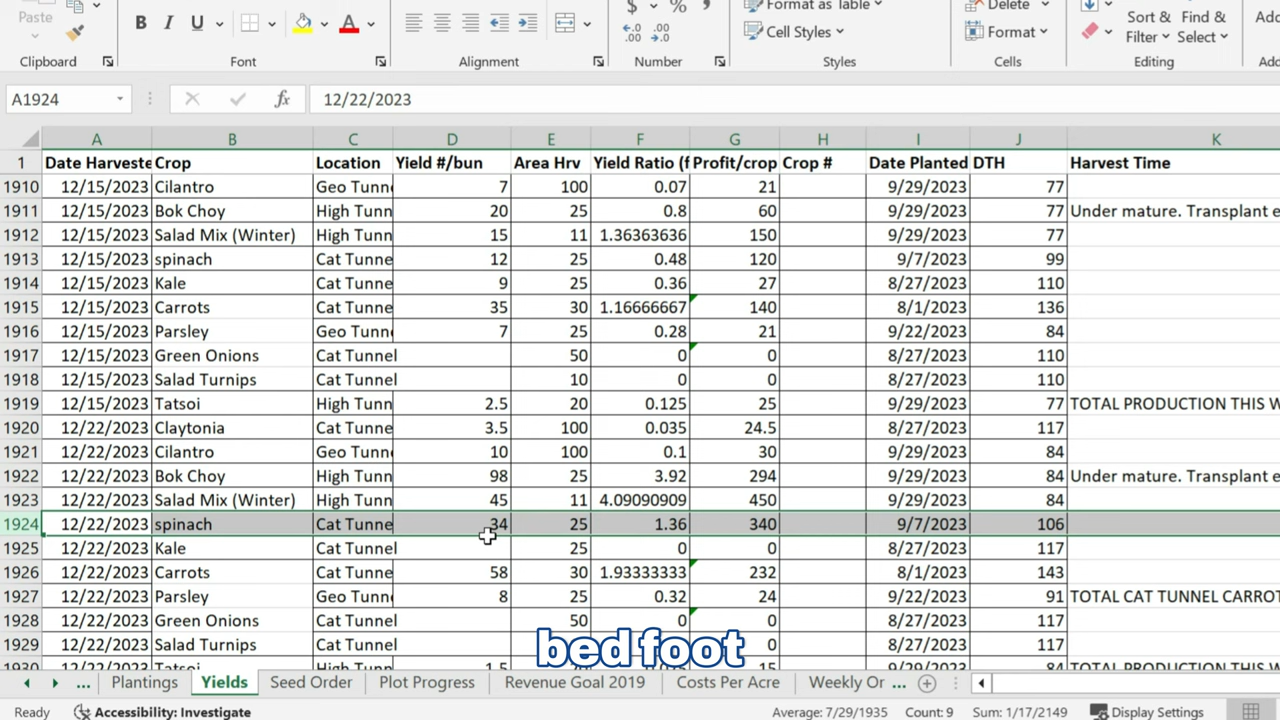 Paste B I U A $ % , Format as Table Delete
Cell Styles Format Sort & Find & Filter Select
Clipboard Font Alignment Number Styles Cells Editing
A1924 fx 12/22/2023
A B C D E F G H I J K
1 Date Harveste Crop Location Yield #/bun Area Hrv Yield Ratio (f Profit/crop Crop # Date Planted DTH Harvest Time
1910 12/15/2023 Cilantro Geo Tunn 7 100 0.07 21 9/29/2023 77
1911 12/15/2023 Bok Choy High Tunn 20 25 0.8 60 9/29/2023 77 Under mature. Transplant e
1912 12/15/2023 Salad Mix (Winter) High Tunn 15 11 1.36363636 150 9/29/2023 77
1913 12/15/2023 spinach Cat Tunne 12 25 0.48 120 9/7/2023 99
1914 12/15/2023 Kale Cat Tunne 9 25 0.36 27 8/27/2023 110
1915 12/15/2023 Carrots Cat Tunne 35 30 1.16666667 140 8/1/2023 136
1916 12/15/2023 Parsley Geo Tunn 7 25 0.28 21 9/22/2023 84
1917 12/15/2023 Green Onions Cat Tunnel 50 0 0 8/27/2023 110
1918 12/15/2023 Salad Turnips Cat Tunnel 10 0 0 8/27/2023 110
1919 12/15/2023 Tatsoi High Tunn 2.5 20 0.125 25 9/29/2023 77 TOTAL PRODUCTION THIS W
1920 12/22/2023 Claytonia Cat Tunne 3.5 100 0.035 24.5 8/27/2023 117
1921 12/22/2023 Cilantro Geo Tunn 10 100 0.1 30 9/29/2023 84
1922 12/22/2023 Bok Choy High Tunn 98 25 3.92 294 9/29/2023 84 Under mature. Transplant e
1923 12/22/2023 Salad Mix (Winter) High Tunn 45 11 4.09090909 450 9/29/2023 84
1924 12/22/2023 spinach Cat Tunne 34 25 1.36 340 9/7/2023 106
1925 12/22/2023 Kale Cat Tunnel 25 0 0 8/27/2023 117
1926 12/22/2023 Carrots Cat Tunne 58 30 1.93333333 232 8/1/2023 143
1927 12/22/2023 Parsley Geo Tunn 8 25 0.32 24 9/22/2023 91 TOTAL CAT TUNNEL CARROT
1928 12/22/2023 Green Onions Cat Tunnel 50 0 0 8/27/2023 117
1929 12/22/2023 Salad Turnips Cat Tunnel 0 8/27/2023 117
1930 12/22/2023 Tatsoi High Tunn 1.5 15 9/29/2023 84 TOTAL PRODUCTION THIS W
bed foot
... Plantings Yields Seed Order Plot Progress Revenue Goal 2019 Costs Per Acre Weekly Or ...
Ready Accessibility: Investigate Average: 7/29/1935 Count: 9 Sum: 1/17/2149 Display Settings